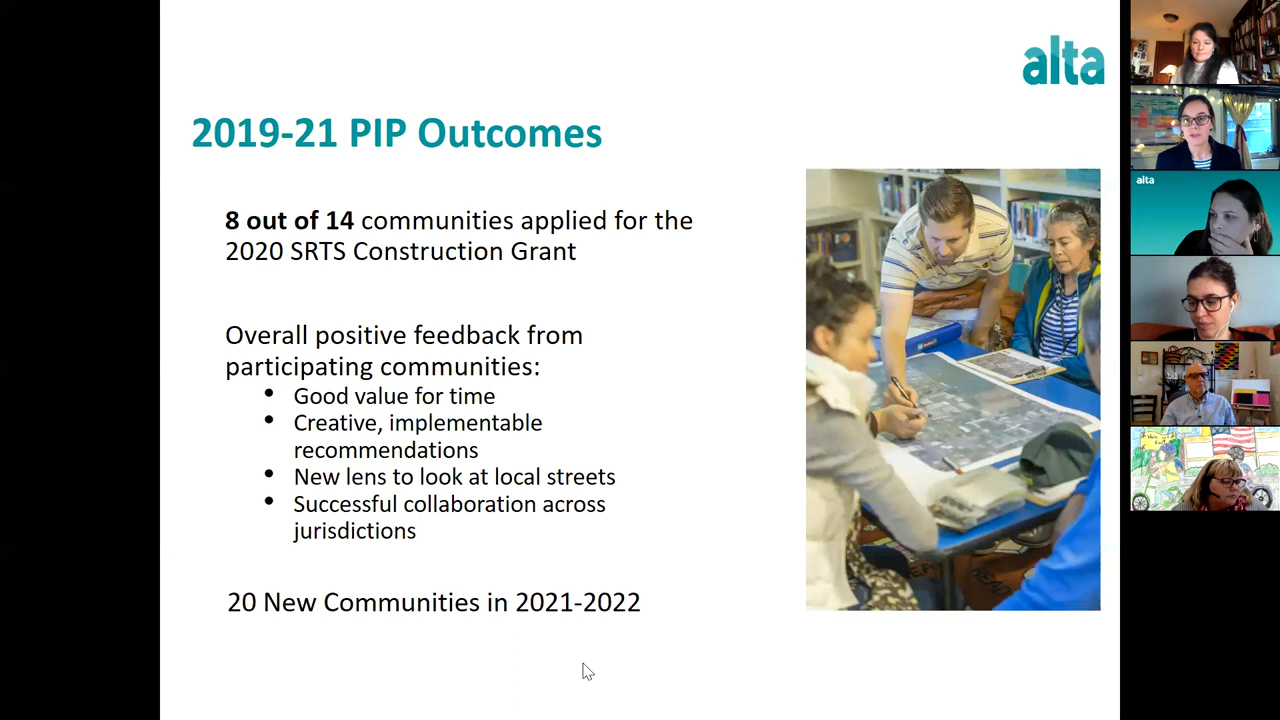 alta
2019-21 PIP Outcomes
8 out of 14 communities applied for the
2020 SRTS Construction Grant
Overall positive feedback from
participating communities:
• Good value for time
• Creative, implementable
recommendations
• New lens to look at local streets
• Successful collaboration across
jurisdictions
20 New Communities in 2021-2022
alta